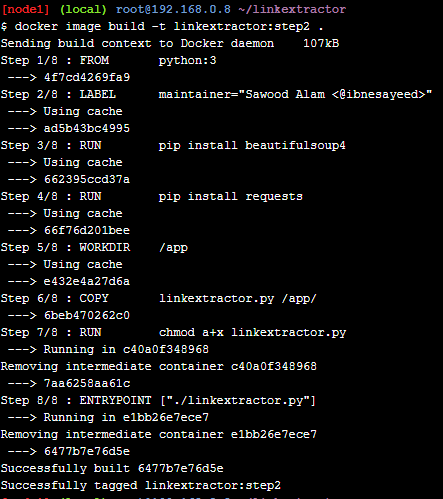 [node1] (local) root@192.168.0.8 ~/linkextractor
$ docker image build -t linkextractor:step2 .
Sending build context to Docker daemon    107kB
Step 1/8 : FROM       python:3
 ---> 4f7cd4269fa9
Step 2/8 : LABEL      maintainer="Sawood Alam <@ibnesayeed>"
 ---> Using cache
 ---> ad5b43bc4995
Step 3/8 : RUN        pip install beautifulsoup4
 ---> Using cache
 ---> 662395ccd37a
Step 4/8 : RUN        pip install requests
 ---> Using cache
 ---> 66f76d201bee
Step 5/8 : WORKDIR    /app
 ---> Using cache
 ---> e432e4a27d6a
Step 6/8 : COPY       linkextractor.py /app/
 ---> 6beb470262c0
Step 7/8 : RUN        chmod a+x linkextractor.py
 ---> Running in c40a0f348968
Removing intermediate container c40a0f348968
 ---> 7aa6258aa61c
Step 8/8 : ENTRYPOINT ["./linkextractor.py"]
 ---> Running in e1bb26e7ece7
Removing intermediate container e1bb26e7ece7
 ---> 6477b7e76d5e
Successfully built 6477b7e76d5e
Successfully tagged linkextractor:step2